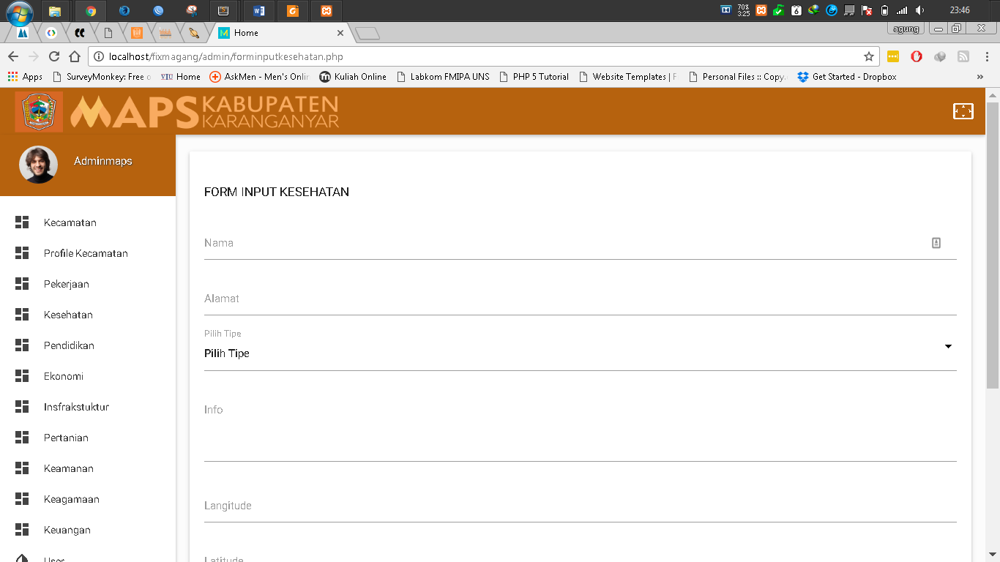 70%
3:25
6
23:46
Home
agung
localhost/fixmagang/admin/forminputkesehatan.php
Apps
SurveyMonkey: Free o
Home
AskMen - Men's Onlin
Kuliah Online
Labkom FMIPA UNS
PHP 5 Tutorial
Website Templates | F
Personal Files :: Copy.
Get Started - Dropbox
»
MAPS KABUPATEN
KARANGANYAR
Adminmaps
Kecamatan
Profile Kecamatan
Pekerjaan
Kesehatan
Pendidikan
Ekonomi
Insfrakstuktur
Pertanian
Keamanan
Keagamaan
Keuangan
User
FORM INPUT KESEHATAN
Nama
Alamat
Pilih Tipe
Pilih Tipe
Info
Langitude
Latitude